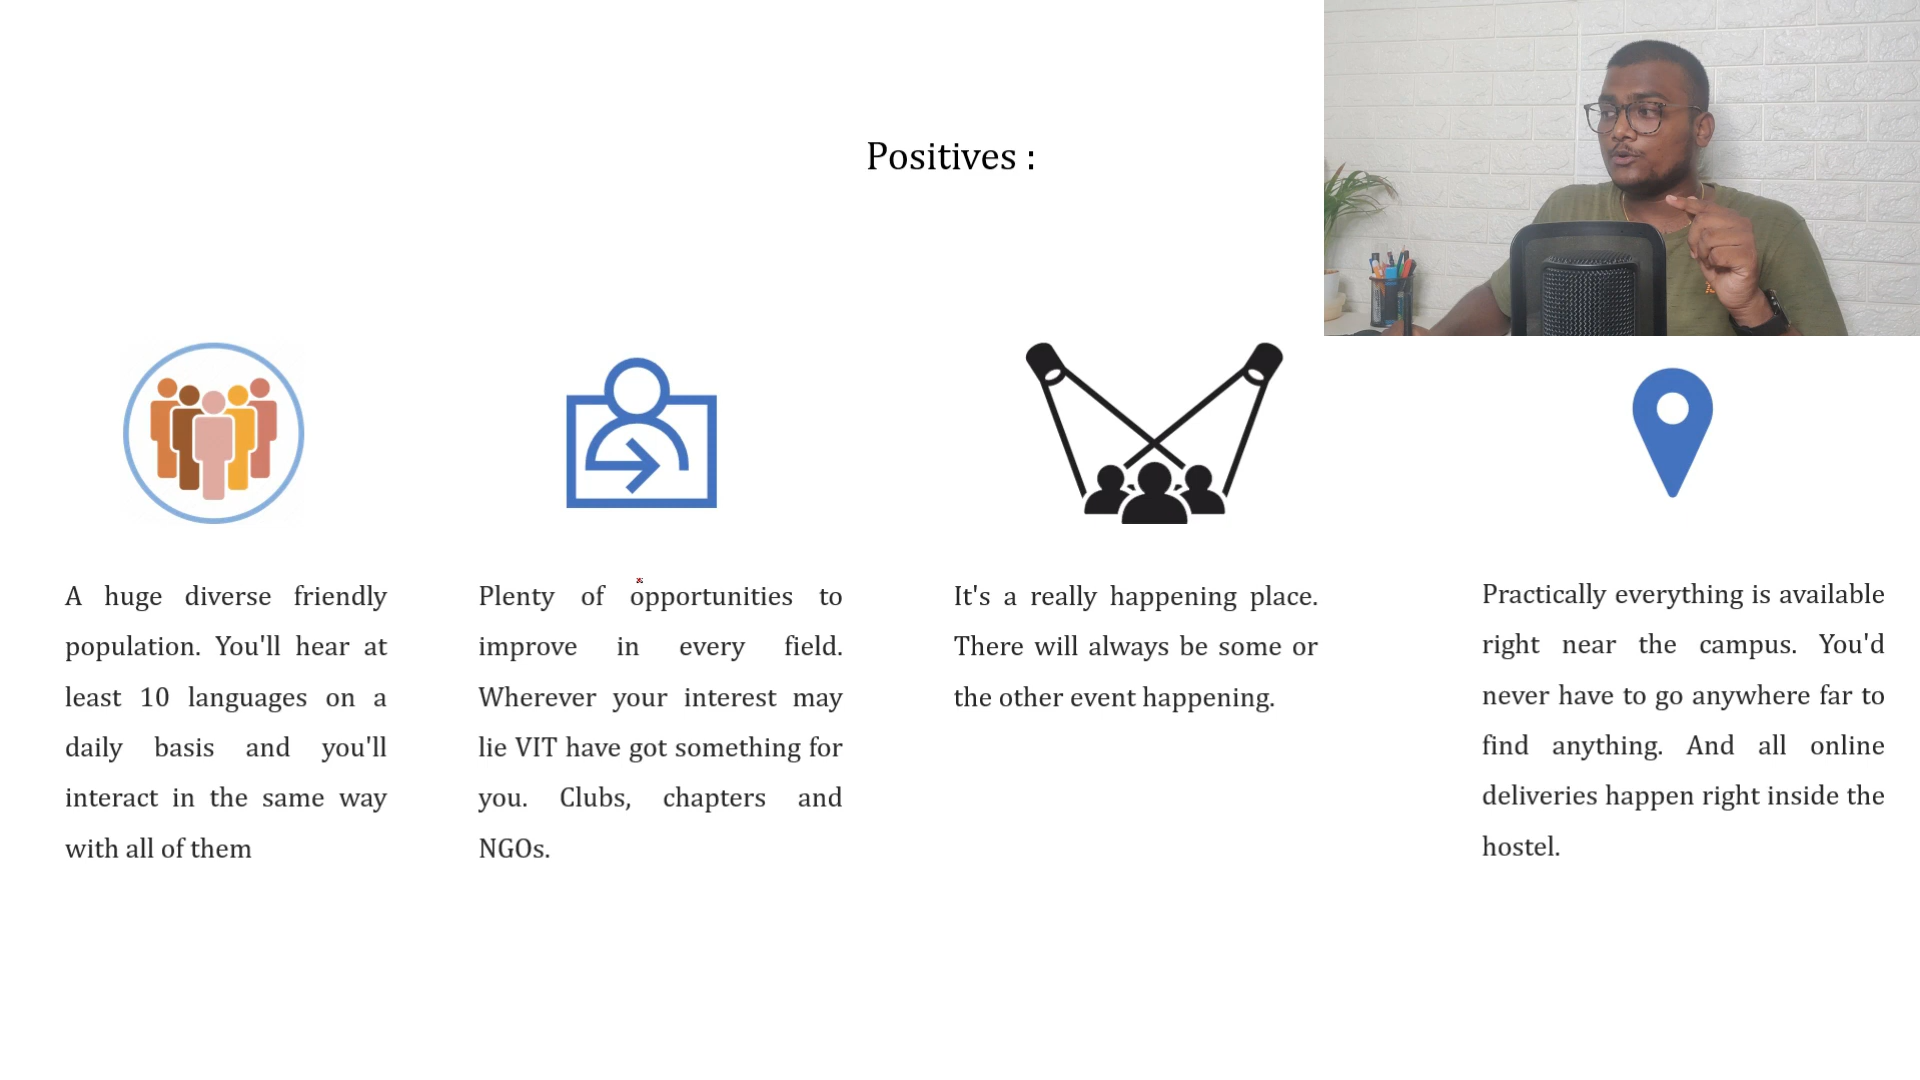 Positives :
A huge diverse friendly
population. You'll hear at
least 10 languages on a
daily basis and you'll
interact in the same way
with all of them
Plenty of opportunities to
improve in every field.
Wherever your interest may
lie VIT have got something for
you. Clubs, chapters and
NGOs.
It's a really happening place.
There will always be some or
the other event happening.
Practically everything is available
right near the campus. You'd
never have to go anywhere far to
find anything. And all online
deliveries happen right inside the
hostel.